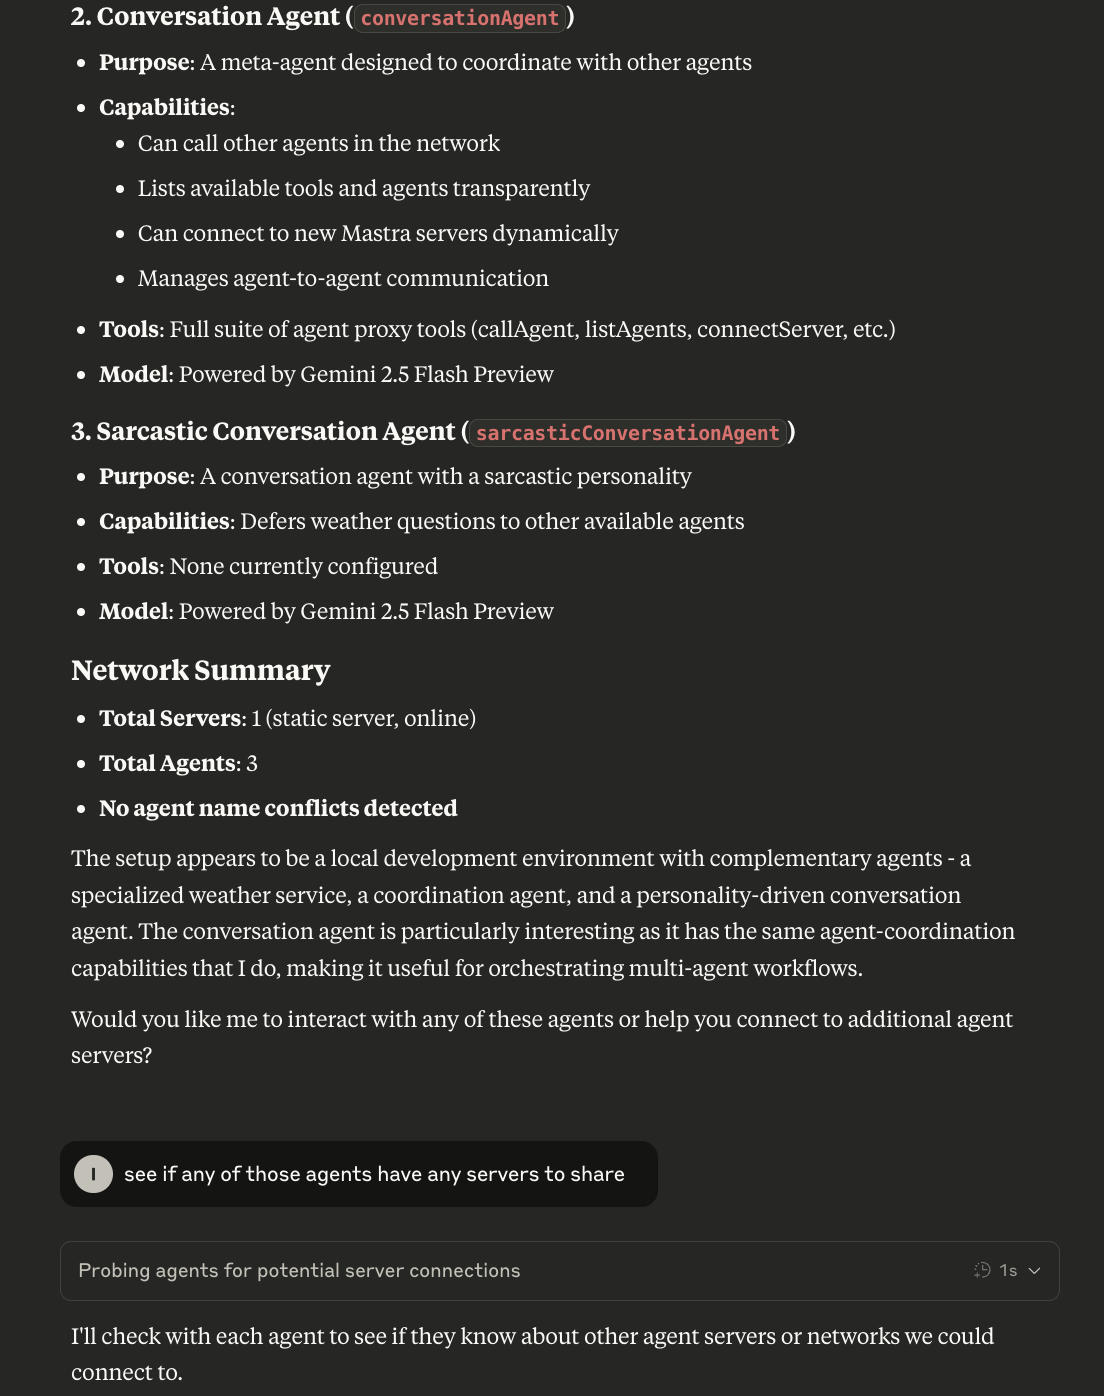 2. Conversation Agent (conversationAgent)
• Purpose: A meta-agent designed to coordinate with other agents
• Capabilities:
• Can call other agents in the network
• Lists available tools and agents transparently
• Can connect to new Mastra servers dynamically
• Manages agent-to-agent communication
• Tools: Full suite of agent proxy tools (callAgent, listAgents, connectServer, etc.)
• Model: Powered by Gemini 2.5 Flash Preview
3. Sarcastic Conversation Agent (sarcasticConversationAgent)
• Purpose: A conversation agent with a sarcastic personality
• Capabilities: Defers weather questions to other available agents
• Tools: None currently configured
• Model: Powered by Gemini 2.5 Flash Preview
Network Summary
• Total Servers: 1 (static server, online)
• Total Agents: 3
• No agent name conflicts detected
The setup appears to be a local development environment with complementary agents - a
specialized weather service, a coordination agent, and a personality-driven conversation
agent. The conversation agent is particularly interesting as it has the same agent-coordination
capabilities that I do, making it useful for orchestrating multi-agent workflows.
Would you like me to interact with any of these agents or help you connect to additional agent
servers?
I see if any of those agents have any servers to share
Probing agents for potential server connections 1s
I'll check with each agent to see if they know about other agent servers or networks we could
connect to.